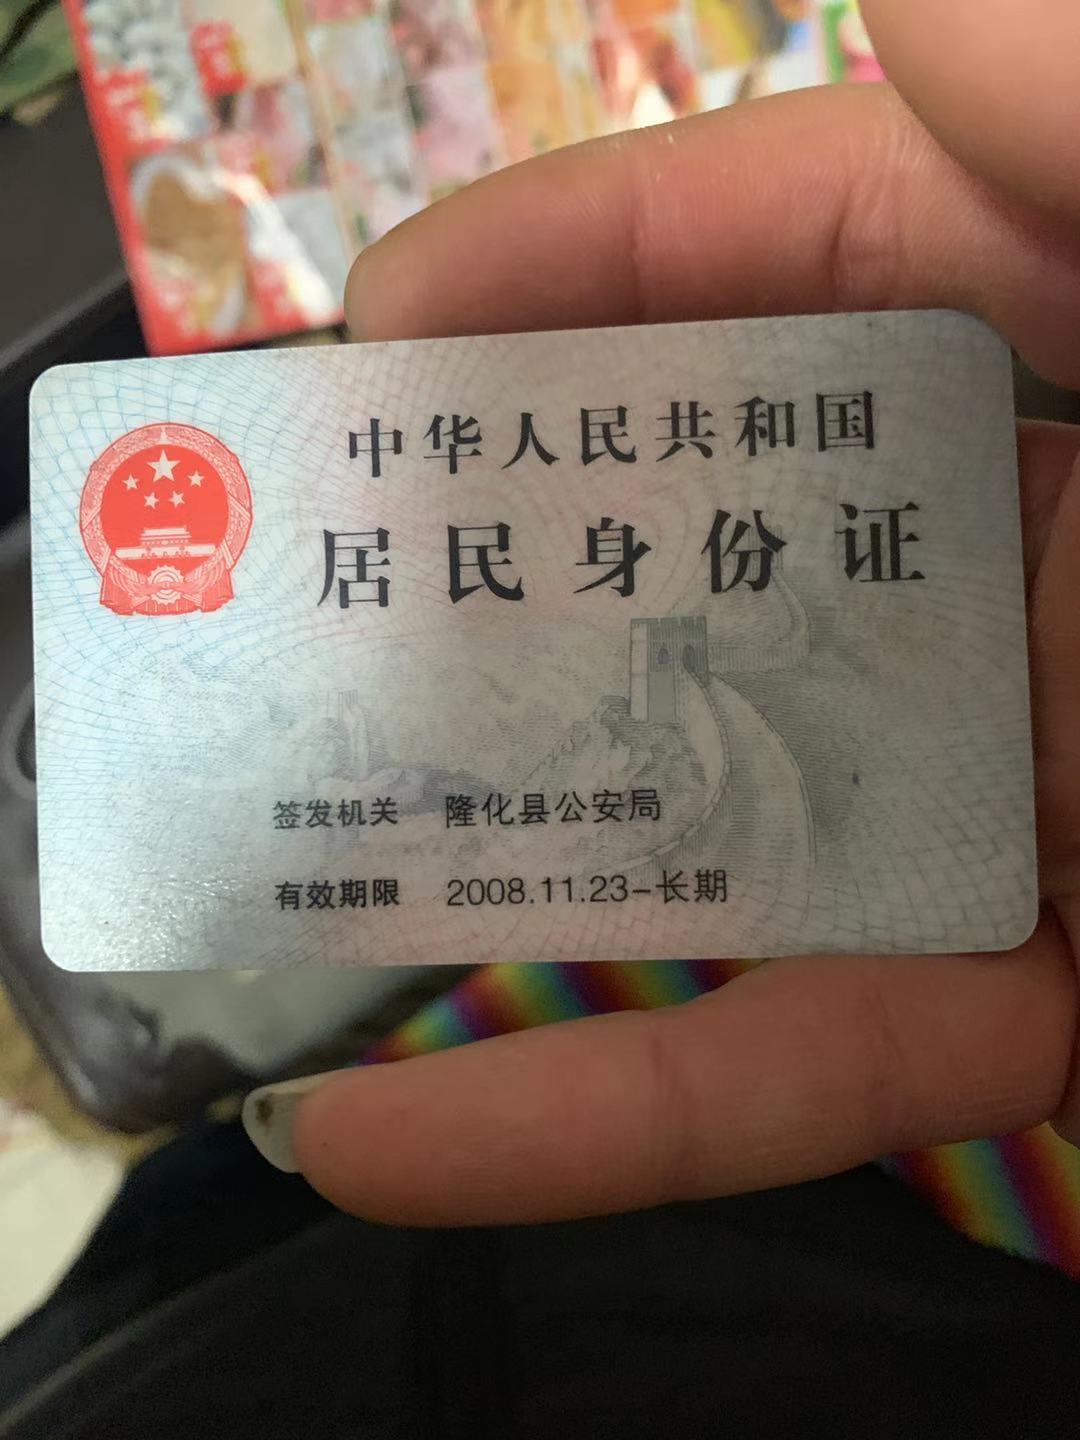 中华人民共和国
居民身份证
签发机关 隆化县公安局
有效期限 2008.11.23-长期